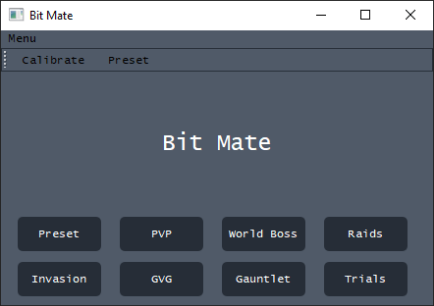 Bit Mate
Menu
Calibrate Preset
Bit Mate
Preset PVP World Boss Raids
Invasion GVG Gauntlet Trials